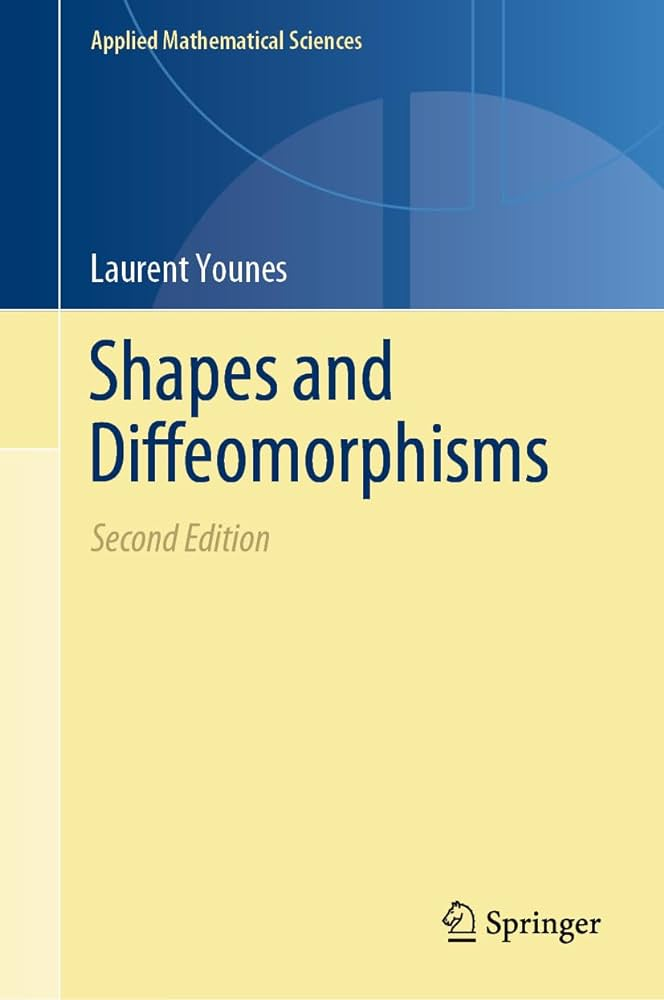 Applied Mathematical Sciences
Laurent Younes
Shapes and
Diffeomorphisms
Second Edition
Springer